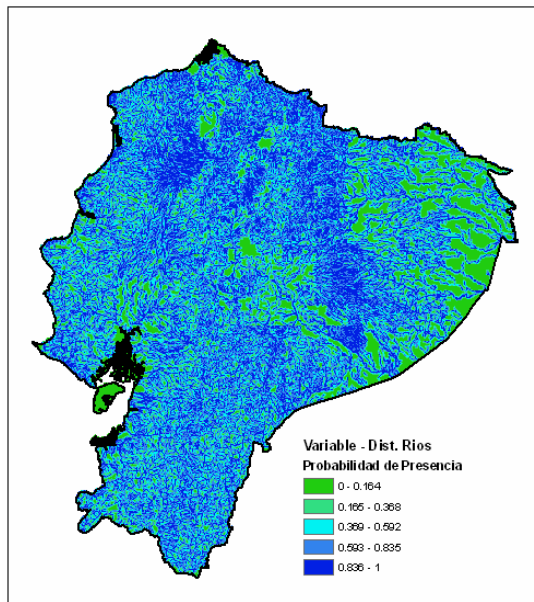 Variable - Dist. Rios
Probabilidad de Presencia
0 - 0.164
0.165 - 0.368
0.369 - 0.592
0.593 - 0.835
0.836 - 1